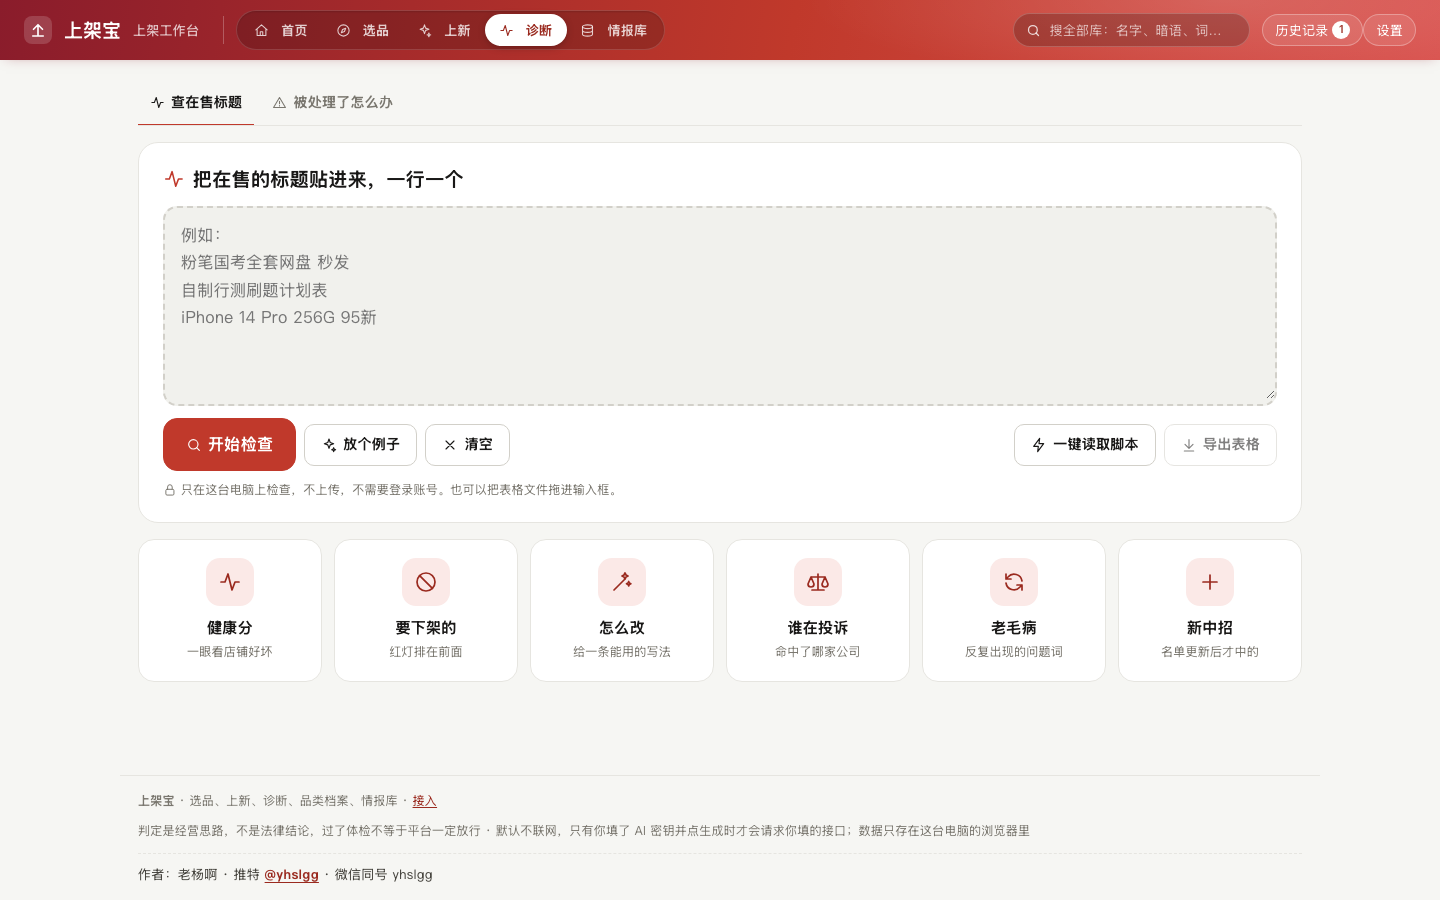 上架宝 上架工作台 首页 选品 上新 诊断 情报库 搜全部库：名字、暗语、词... 历史记录 1 设置
查在售标题 被处理了怎么办
把在售的标题贴进来，一行一个
例如：
粉笔国考全套网盘 秒发
自制行测刷题计划表
iPhone 14 Pro 256G 95新
开始检查 放个例子 清空 一键读取脚本 导出表格
只在这台电脑上检查，不上传，不需要登录账号。也可以把表格文件拖进输入框。
健康分 要下架的 怎么改 谁在投诉 老毛病 新中招
一眼看店铺好坏 红灯排在前面 给一条能用的写法 命中了哪家公司 反复出现的问题词 名单更新后才中的
上架宝 · 选品、上新、诊断、品类档案、情报库 · 接入
判定是经营思路，不是法律结论，过了体检不等于平台一定放行 · 默认不联网，只有你填了 AI 密钥并点生成时才会请求你填的接口；数据只存在这台电脑的浏览器里
作者：老杨啊 · 推特 @yhslgg · 微信同号 yhslgg